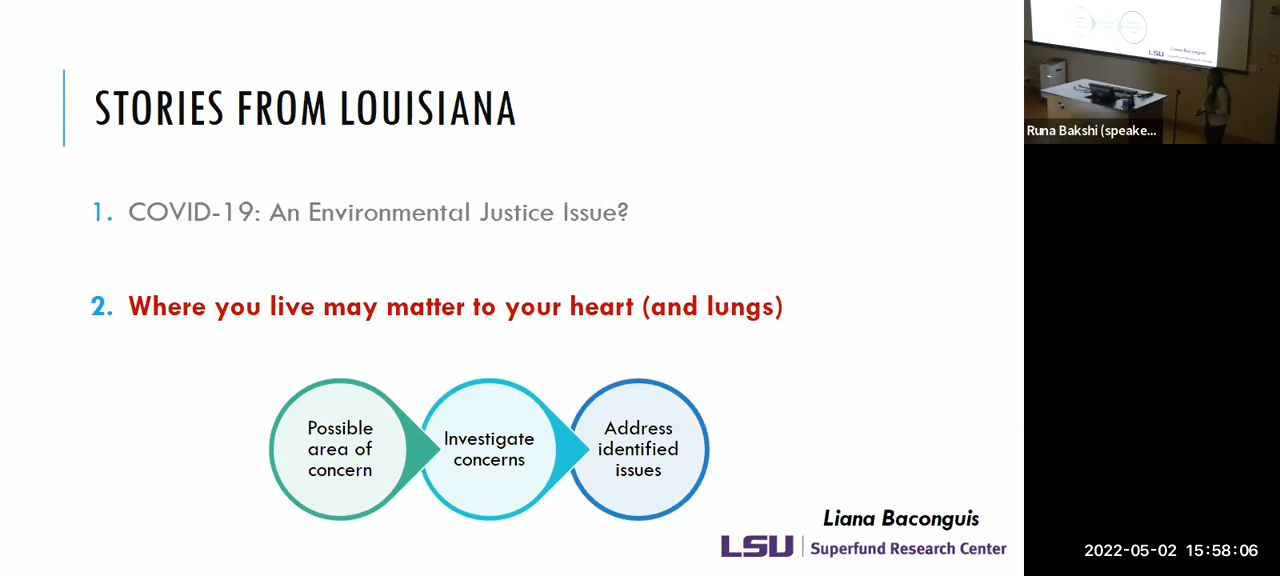 STORIES FROM LOUISIANA
1. COVID-19: An Environmental Justice Issue?
2. Where you live may matter to your heart (and lungs)
Possible
area of
concern
Investigate
concerns
Address
identified
issues
Liana Baconguis
LSU | Superfund Research Center
Runa Bakshi (speake...
2022-05-02 15:58:06